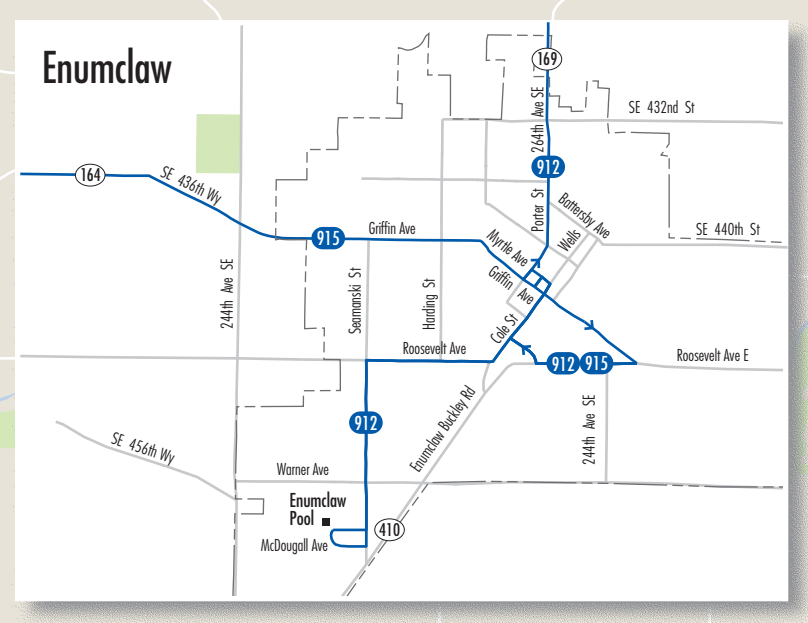 Enumclaw
169
SE 432nd St
264th Ave SE
912
164
SE 436th Wy
Porter St
Battersby Ave
Wells
SE 440th St
915
Griffin Ave
Myrtle Ave
Griffin Ave
244th Ave SE
Seamanski St
Harding St
Cole St
Roosevelt Ave
912
915
Roosevelt Ave E
Enumclaw Buckley Rd
244th Ave SE
912
SE 456th Wy
Warner Ave
Enumclaw
Pool
410
McDougall Ave